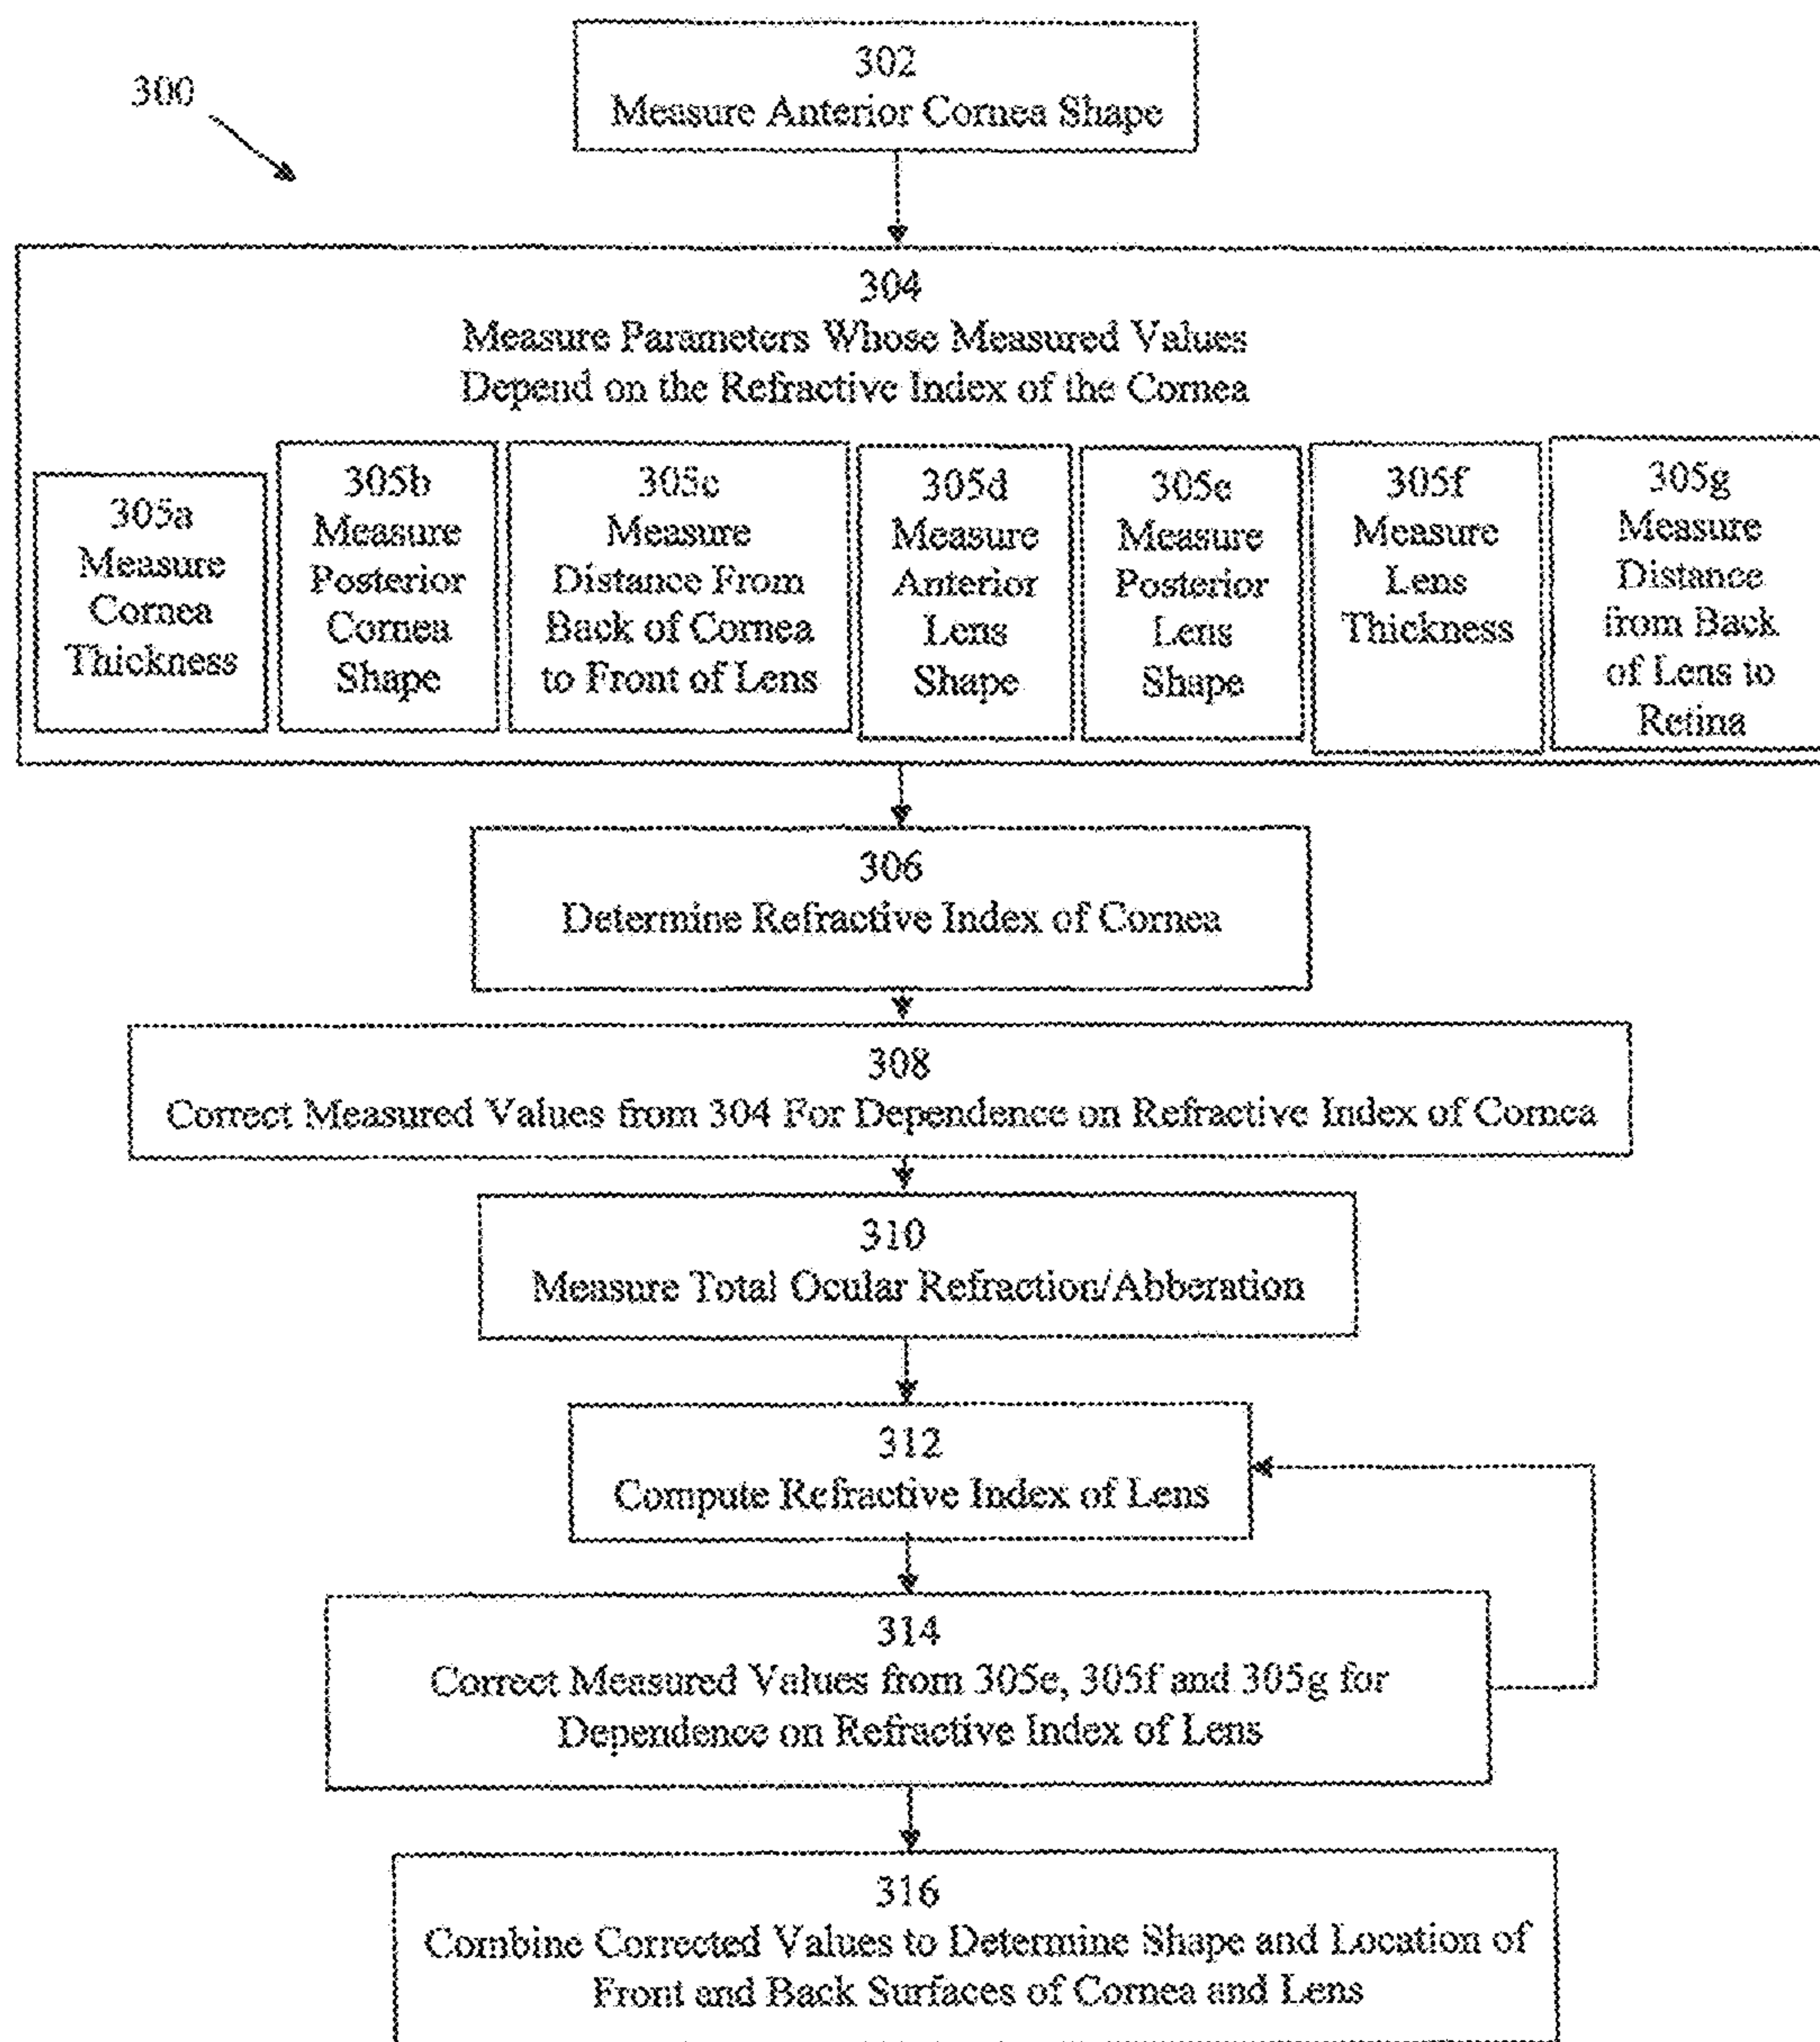 300
302
Measure Anterior Cornea Shape
304
Measure Parameters Whose Measured Values
Depend on the Refractive Index of the Cornea
305a
Measure
Cornea
Thickness
305b
Measure
Posterior
Cornea
Shape
305c
Measure
Distance From
Back of Cornea
to Front of Lens
305d
Measure
Anterior
Lens
Shape
305e
Measure
Posterior
Lens
Shape
305f
Measure
Lens
Thickness
305g
Measure
Distance
from Back
of Lens to
Retina
306
Determine Refractive Index of Cornea
308
Correct Measured Values from 304 For Dependence on Refractive Index of Cornea
310
Measure Total Ocular Refraction/Abberation
312
Compute Refractive Index of Lens
314
Correct Measured Values from 305e, 305f and 305g for
Dependence on Refractive Index of Lens
316
Combine Corrected Values to Determine Shape and Location of
Front and Back Surfaces of Cornea and Lens